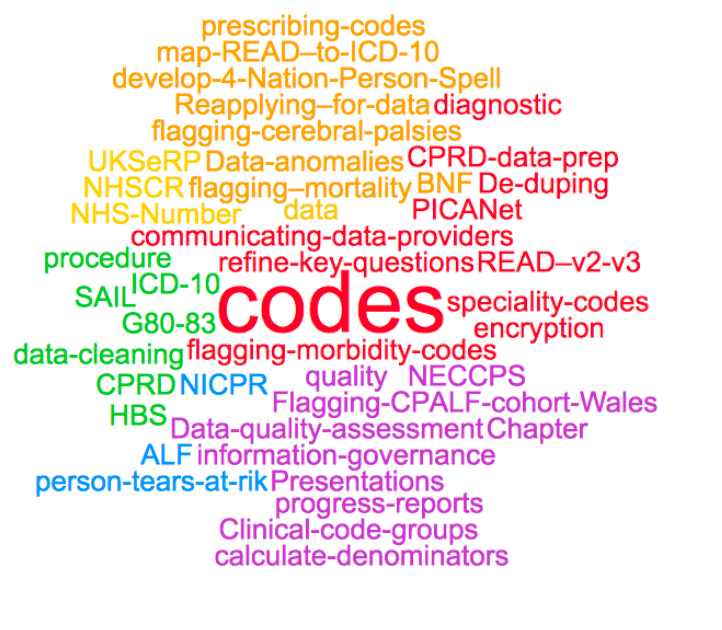 prescribing-codes
map-READ–to-ICD-10
develop-4-Nation-Person-Spell
Reapplying–for-data diagnostic
flagging-cerebral-palsies
UKSeRP Data-anomalies CPRD-data-prep
NHSCR flagging–mortality BNF De-duping
NHS-Number data PICANet
communicating-data-providers
procedure refine-key-questions READ–v2-v3
SAIL ICD-10 codes speciality-codes
G80-83 encryption
data-cleaning flagging-morbidity-codes
CPRD NICPR quality NECCPS
HBS Flagging-CPALF-cohort-Wales
Data-quality-assessment Chapter
ALF information-governance
person-tears-at-rik Presentations
progress-reports
Clinical-code-groups
calculate-denominators